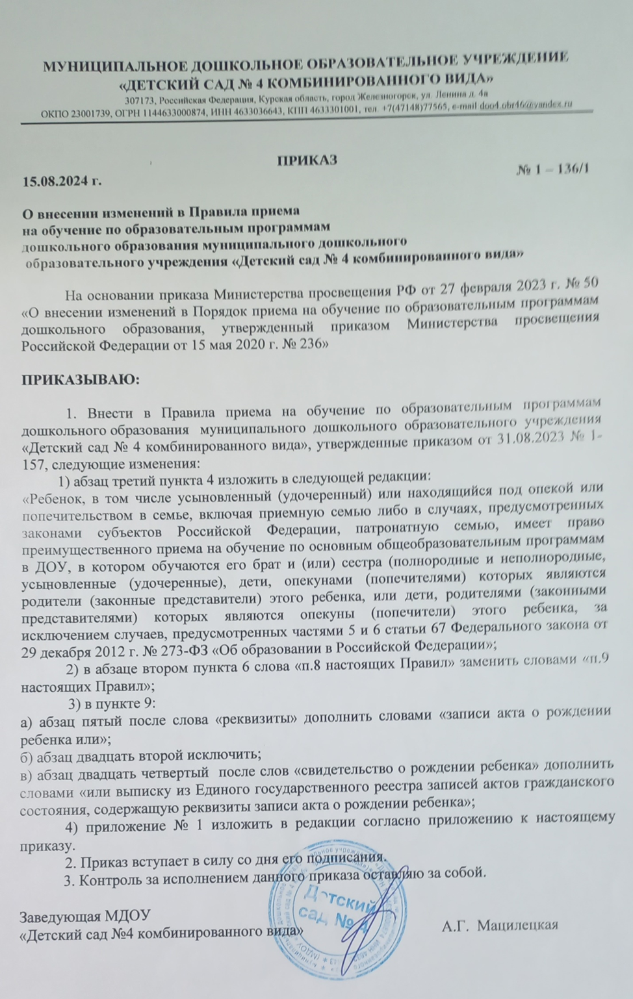 МУНИЦИПАЛЬНОЕ ДОШКОЛЬНОЕ ОБРАЗОВАТЕЛЬНОЕ УЧРЕЖДЕНИЕ
«ДЕТСКИЙ САД № 4 КОМБИНИРОВАННОГО ВИДА»
307173, Российская Федерация, Курская область, город Железногорск, ул. Ленина д. 4а
ОКПО 23001739, ОГРН 1144633000874, ИНН 4633036643, КПП 4633301001, тел. +7(47148)77565, e-mail doo4.obr46@yandex.ru
ПРИКАЗ
№ 1 – 136/1
15.08.2024 г.
О внесении изменений в Правила приема
на обучение по образовательным программам
дошкольного образования муниципального дошкольного
образовательного учреждения «Детский сад № 4 комбинированного вида»
На основании приказа Министерства просвещения РФ от 27 февраля 2023 г. № 50
«О внесении изменений в Порядок приема на обучение по образовательным программам
дошкольного образования, утвержденный приказом Министерства просвещения
Российской Федерации от 15 мая 2020 г. № 236»
ПРИКАЗЫВАЮ:
1. Внести в Правила приема на обучение по образовательным программам
дошкольного образования муниципального дошкольного образовательного учреждения
«Детский сад № 4 комбинированного вида», утвержденные приказом от 31.08.2023 № 1-
157, следующие изменения:
1) абзац третий пункта 4 изложить в следующей редакции:
«Ребенок, в том числе усыновленный (удочеренный) или находящийся под опекой или
попечительством в семье, включая приемную семью либо в случаях, предусмотренных
законами субъектов Российской Федерации, патронатную семью, имеет право
преимущественного приема на обучение по основным общеобразовательным программам
в ДОУ, в котором обучаются его брат и (или) сестра (полнородные и неполнородные,
усыновленные (удочеренные), дети, опекунами (попечителями) которых являются
родители (законные представители) этого ребенка, или дети, родителями (законными
представителями) которых являются опекуны (попечители) этого ребенка, за
исключением случаев, предусмотренных частями 5 и 6 статьи 67 Федерального закона от
29 декабря 2012 г. № 273-ФЗ «Об образовании в Российской Федерации»;
2) в абзаце втором пункта 6 слова «п.8 настоящих Правил» заменить словами «п.9
настоящих Правил»;
3) в пункте 9:
а) абзац пятый после слова «реквизиты» дополнить словами «записи акта о рождении
ребенка или»;
б) абзац двадцать второй исключить;
в) абзац двадцать четвертый после слов «свидетельство о рождении ребенка» дополнить
словами «или выписку из Единого государственного реестра записей актов гражданского
состояния, содержащую реквизиты записи акта о рождении ребенка»;
4) приложение № 1 изложить в редакции согласно приложению к настоящему
приказу.
2. Приказ вступает в силу со дня его подписания.
3. Контроль за исполнением данного приказа оставляю за собой.
Детский
сад № 4
Заведующая МДОУ
«Детский сад №4 комбинированного вида»
А.Г. Мацилецкая